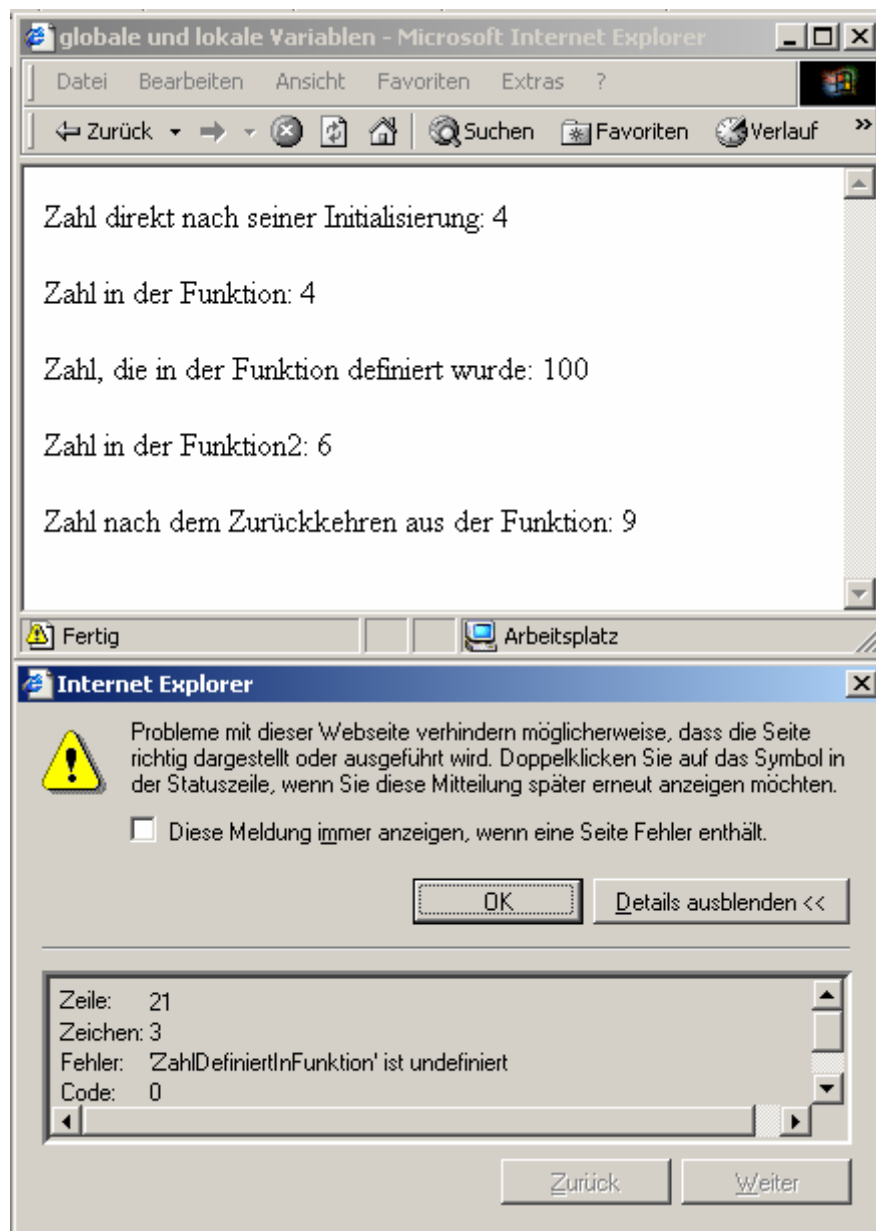 globale und lokale Variablen - Microsoft Internet Explorer
Datei Bearbeiten Ansicht Favoriten Extras ?
Zurück Suchen Favoriten Verlauf »
Zahl direkt nach seiner Initialisierung: 4
Zahl in der Funktion: 4
Zahl, die in der Funktion definiert wurde: 100
Zahl in der Funktion2: 6
Zahl nach dem Zurückkehren aus der Funktion: 9
Fertig Arbeitsplatz
Internet Explorer
Probleme mit dieser Webseite verhindern möglicherweise, dass die Seite
richtig dargestellt oder ausgeführt wird. Doppelklicken Sie auf das Symbol in
der Statuszeile, wenn Sie diese Mitteilung später erneut anzeigen möchten.
Diese Meldung immer anzeigen, wenn eine Seite Fehler enthält.
OK Details ausblenden <<
Zeile: 21
Zeichen: 3
Fehler: 'ZahlDefiniertInFunktion' ist undefiniert
Code: 0
Zurück Weiter